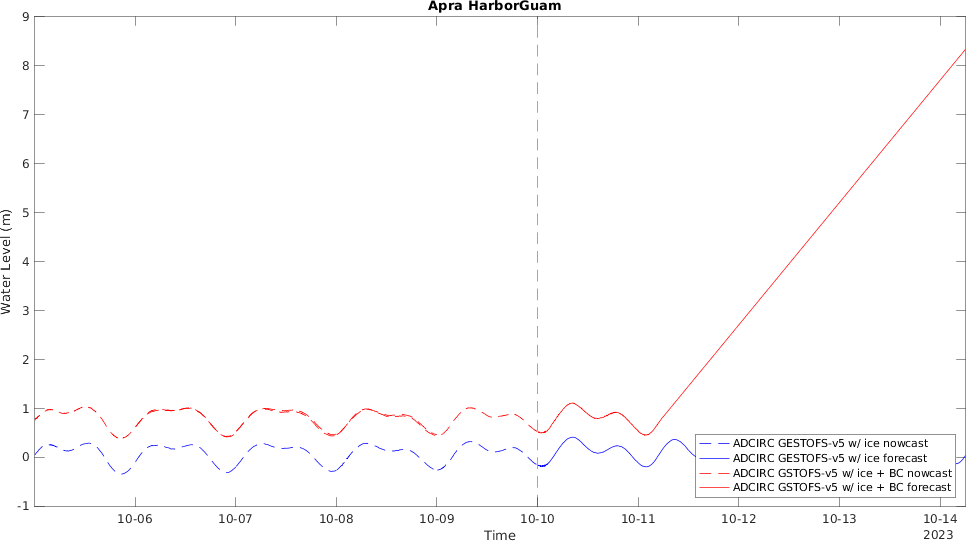 Apra HarborGuam
Water Level (m)
9
8
7
6
5
4
3
2
1
0
-1
ADCIRC GESTOFS-v5 w/ ice nowcast
ADCIRC GESTOFS-v5 w/ ice forecast
ADCIRC GSTOFS-v5 w/ ice + BC nowcast
ADCIRC GSTOFS-v5 w/ ice + BC forecast
10-06 10-07 10-08 10-09 10-10 10-11 10-12 10-13 10-14
Time 2023